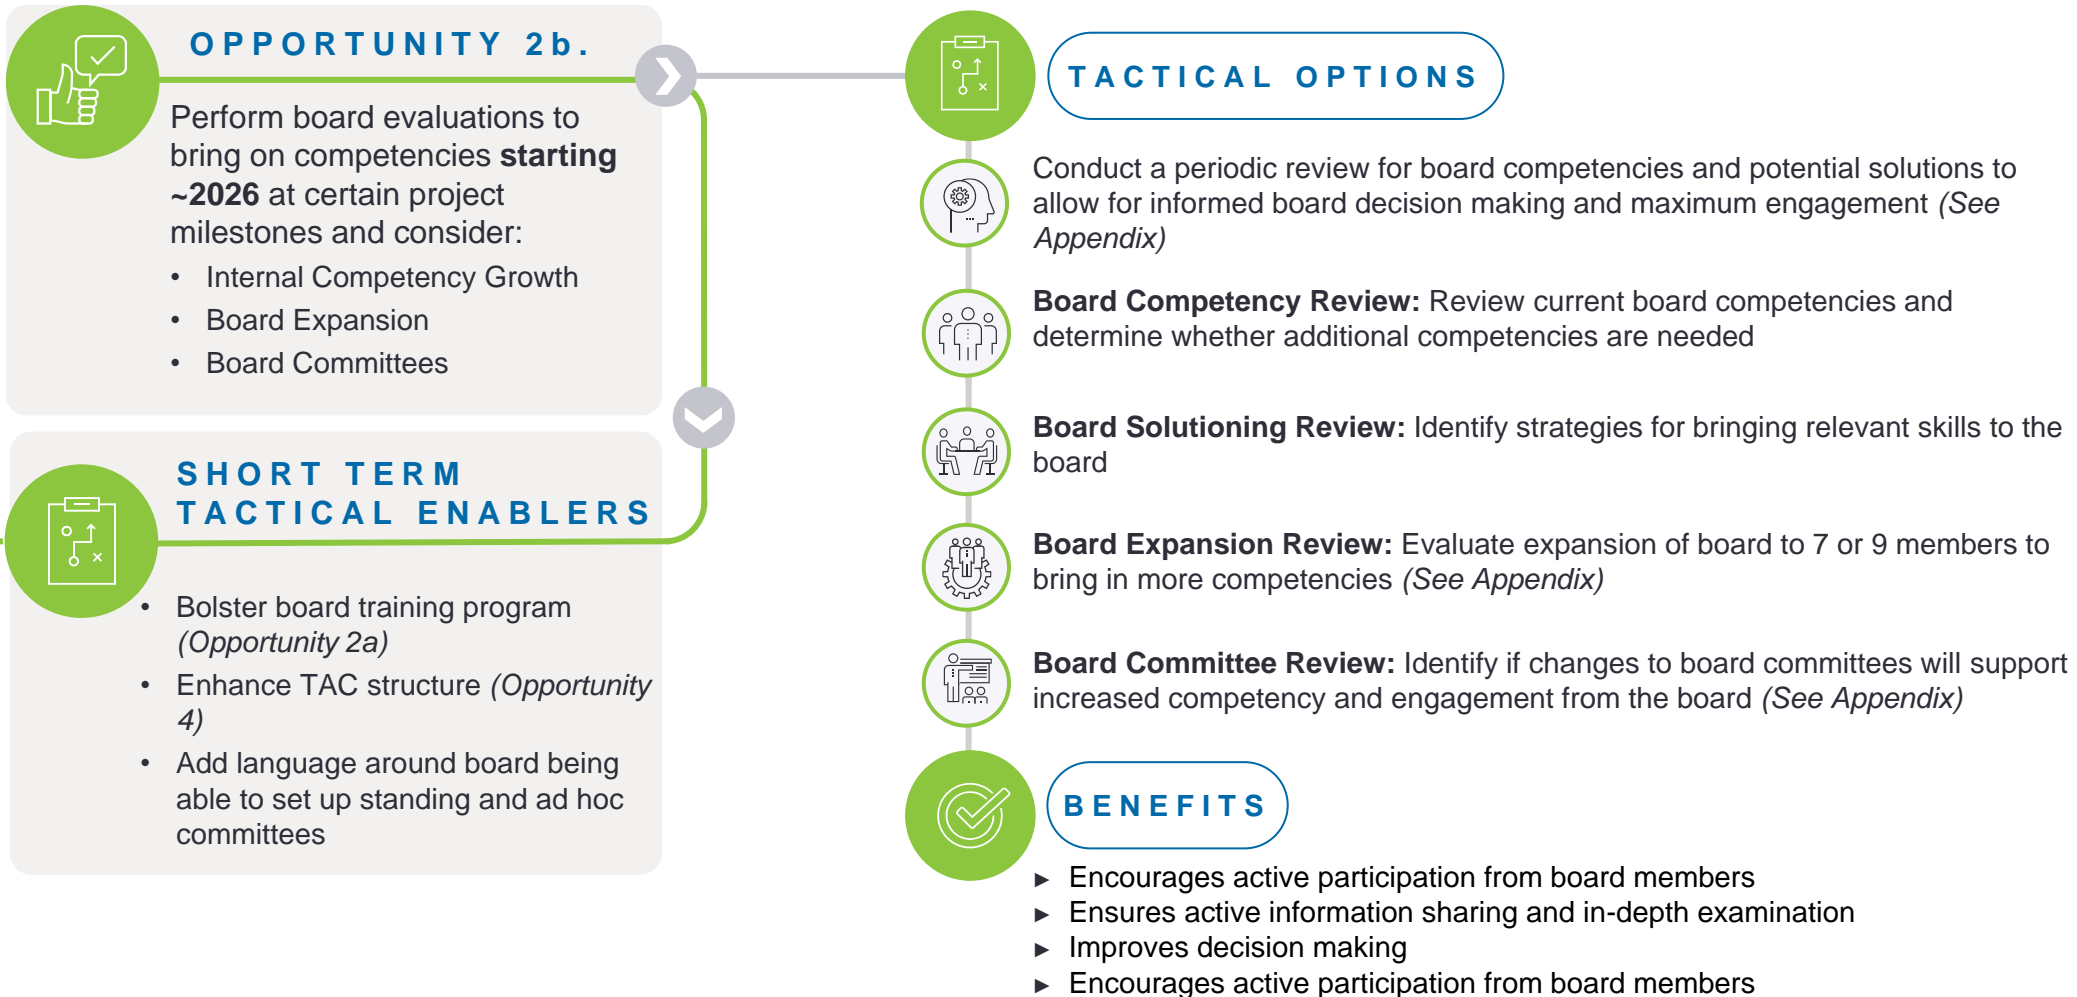 OPPORTUNITY 2b.
Perform board evaluations to
bring on competencies starting
~2026 at certain project
milestones and consider:
• Internal Competency Growth
• Board Expansion
• Board Committees
SHORT TERM
TACTICAL ENABLERS
• Bolster board training program
(Opportunity 2a)
• Enhance TAC structure (Opportunity
4)
• Add language around board being
able to set up standing and ad hoc
committees
TACTICAL OPTIONS
Conduct a periodic review for board competencies and potential solutions to
allow for informed board decision making and maximum engagement (See
Appendix)
Board Competency Review: Review current board competencies and
determine whether additional competencies are needed
Board Solutioning Review: Identify strategies for bringing relevant skills to the
board
Board Expansion Review: Evaluate expansion of board to 7 or 9 members to
bring in more competencies (See Appendix)
Board Committee Review: Identify if changes to board committees will support
increased competency and engagement from the board (See Appendix)
BENEFITS
► Encourages active participation from board members
► Ensures active information sharing and in-depth examination
► Improves decision making
► Encourages active participation from board members